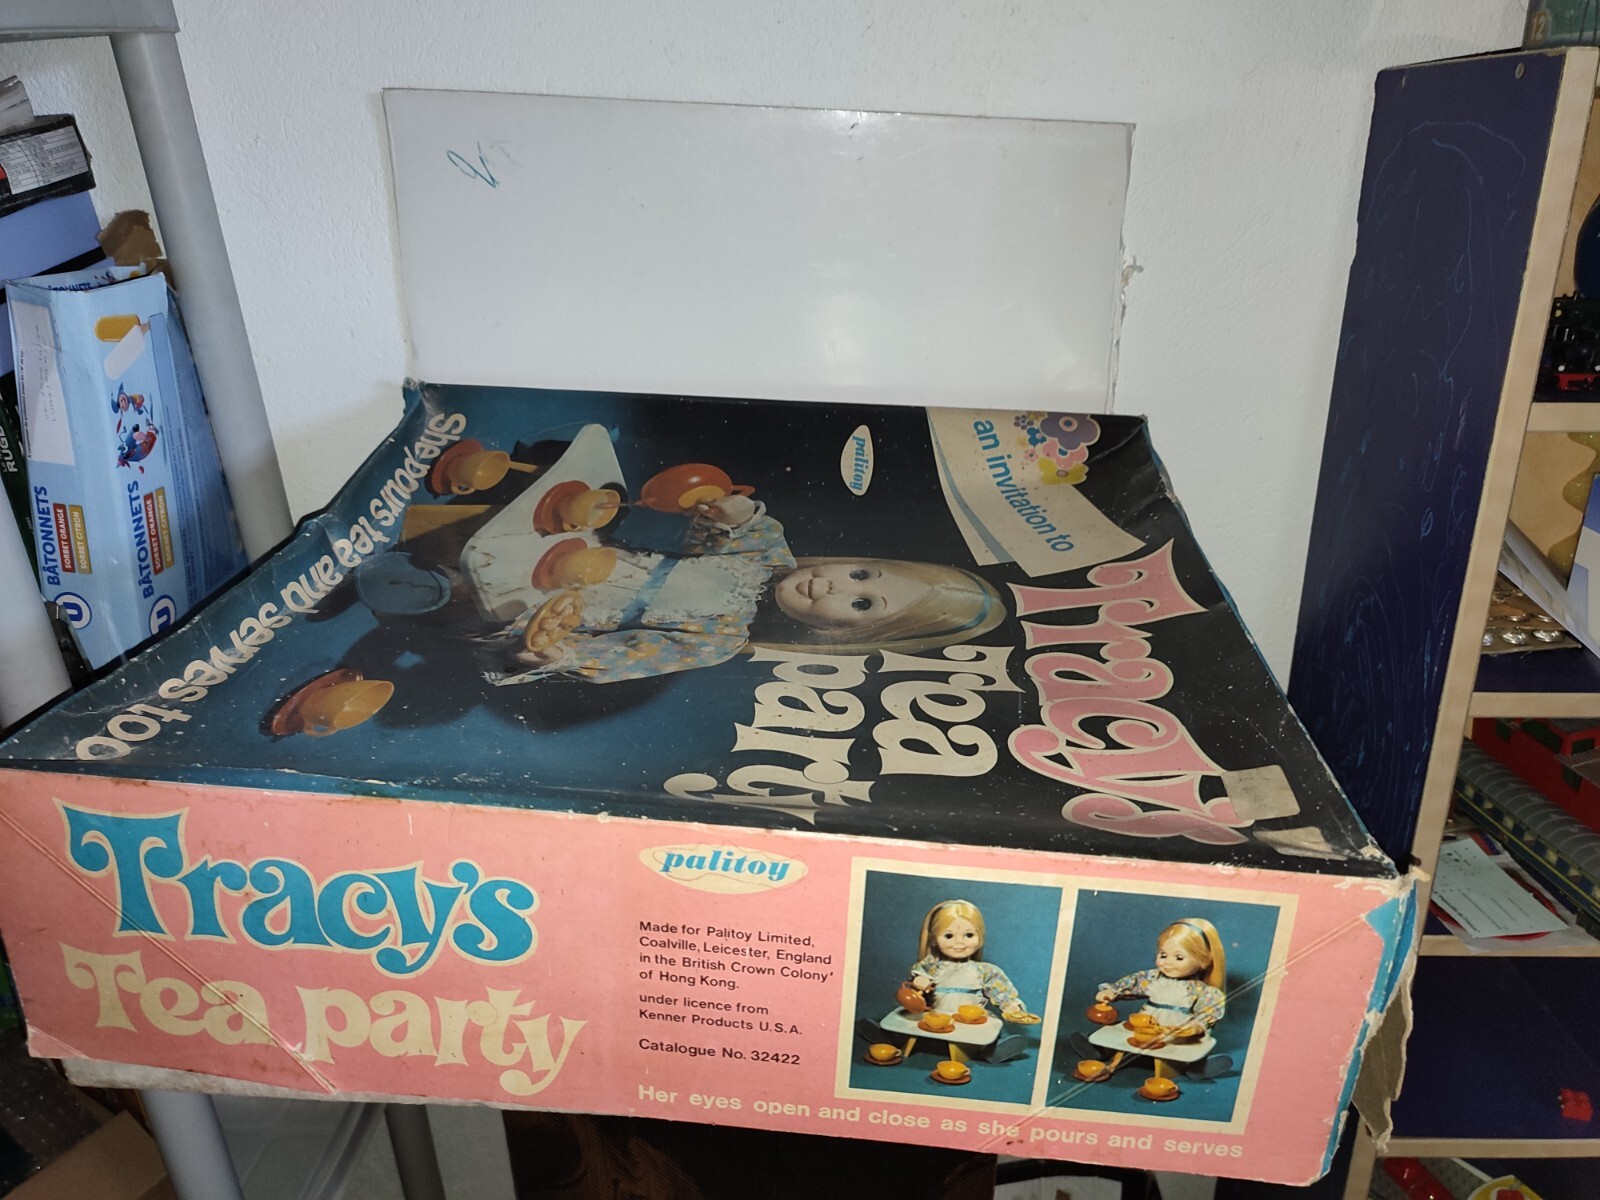 palitoy
an invitation to
Tracy's
Tea
party
She pours tea and serves too
Tracy's
Tea party
palitoy
Made for Palitoy Limited,
Coalville, Leicester, England
in the British Crown Colony
of Hong Kong.
under licence from
Kenner Products U.S.A.
Catalogue No. 32422
Her eyes open and close as she pours and serves
BÂTONNETS
SORBET ORANGE
SORBET CITRON
U
BÂTONNETS
SORBET ORANGE
SORBET CITRON
U
12